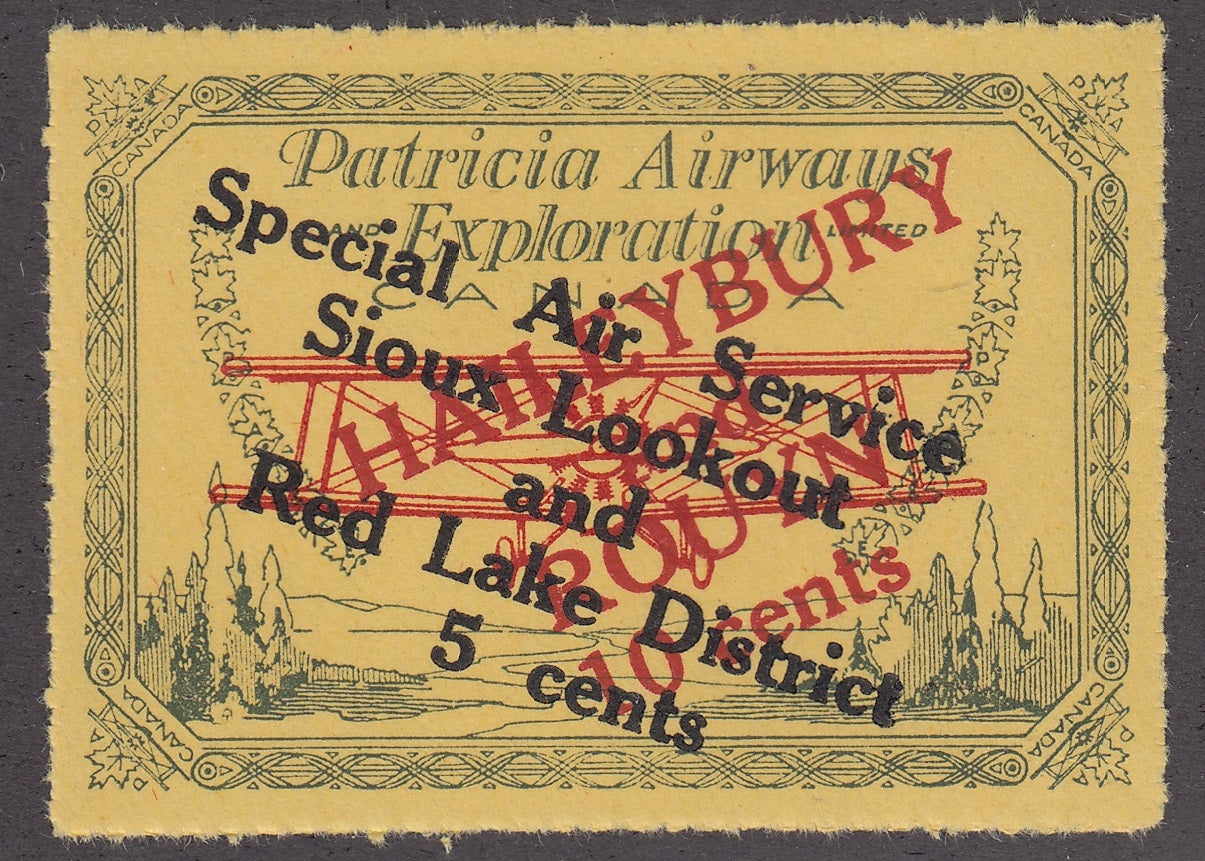 CANADA
CANADA
Patricia Airways
AND Exploration LIMITED
CANADA
Special Air Service
Sioux Lookout
and
Red Lake District
5 cents
HAILEYBURY
ROUYN
10 cents
CANADA
CANADA